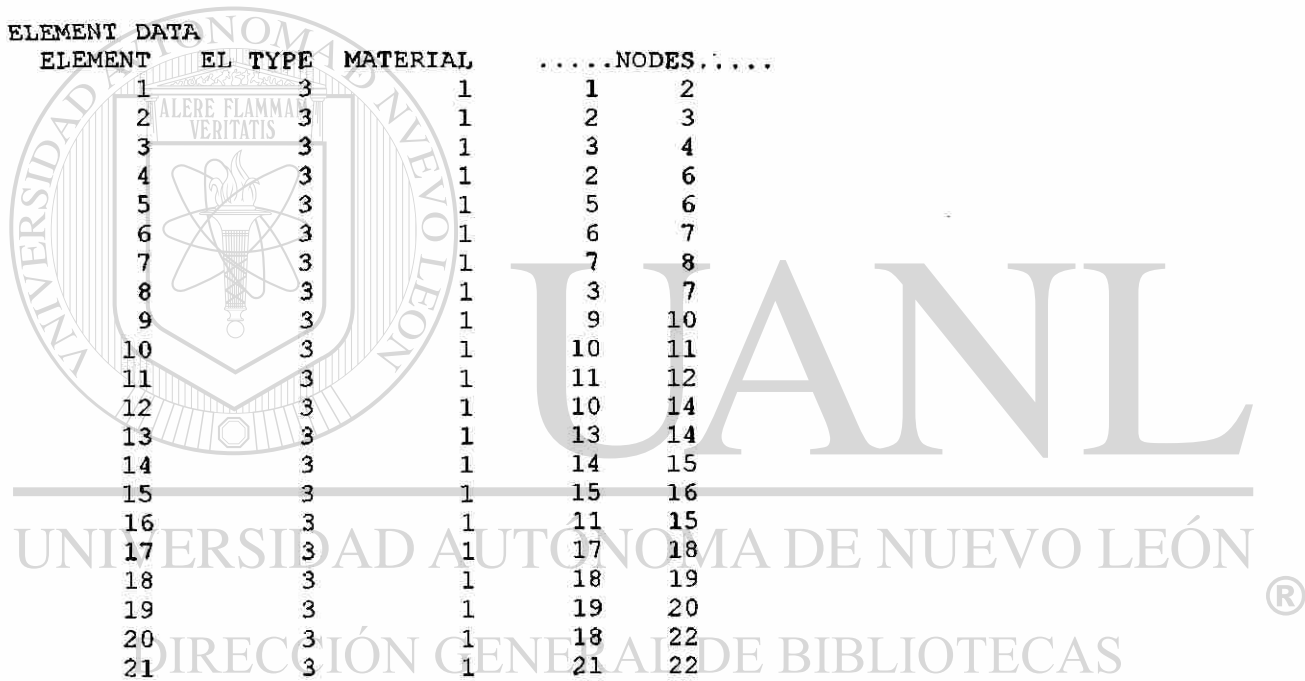 ELEMENT DATA
ELEMENT EL TYPE MATERIAL .....NODES.....
1 3 1 1 2
2 3 1 2 3
3 3 1 3 4
4 3 1 2 6
5 3 1 5 6
6 3 1 6 7
7 3 1 7 8
8 3 1 3 7
9 3 1 9 10
10 3 1 10 11
11 3 1 11 12
12 3 1 10 14
13 3 1 13 14
14 3 1 14 15
15 3 1 15 16
16 3 1 11 15
17 3 1 17 18
18 3 1 18 19
19 3 1 19 20
20 3 1 18 22
21 3 1 21 22
UNIVERSIDAD AUTONOMA DE NVEVO LEON
ALERE FLAMMAM
VERITATIS
UANL
UNIVERSIDAD AUTÓNOMA DE NUEVO LEÓN
®
DIRECCIÓN GENERAL DE BIBLIOTECAS